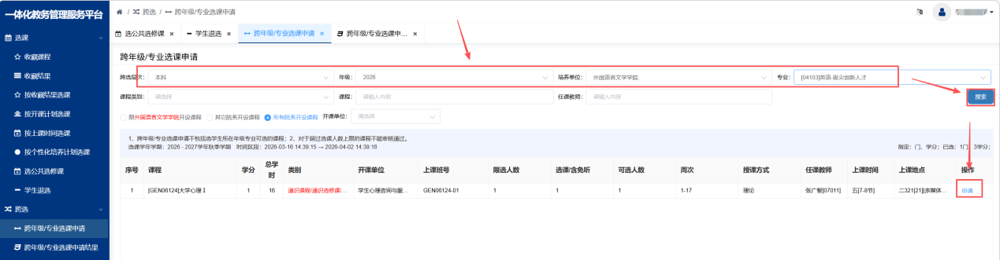 一体化教务管理服务平台
/ 跨选 / 跨年级/专业选课申请
选公共选修课 × 学生退选 × 跨年级/专业选课申请 × 跨年级/专业选课申... ×
选课
收藏课程
收藏结果
按收藏结果选课
按开课计划选课
按上课时间选课
按个性化培养计划选课
选公共选修课
学生退选
跨选
跨年级/专业选课申请
跨年级/专业选课申请结果
跨年级/专业选课申请
跨选层次: 本科 年级: 2026 培养单位: 外国语言文学学院 专业: [04103]英语-拔尖创新人才
课程类别: 请选择 课程: 请输入内容 任课教师: 请输入内容 搜索
限外国语言文学学院开设课程 其它院系开设课程 所有院系开设课程 开课单位: 请选择
1、跨年级/专业选课申请不包括选学生所在年级专业可选的课程；2、对于超过选课人数上限的课程不能审核通过。
选课学年学期：2026 - 2027学年秋季学期 时间区段：2026-03-16 14:39:15 → 2026-04-02 14:39:18 指定: 门, 学分; 已选: 1门, 3学分;
序号 课程 学分 总学时 类别 开课单位 上课班号 限选人数 选课/含免听 可选人数 周次 授课方式 任课教师 上课时间 上课地点 操作
1 [GEN06124]大学心理 I 1 16 通识课程/通识选修课/... 学生心理咨询与服... GEN06124-01 1 1 1 1-17 理论 [07011] 五[7-8节] 二321[21][多媒体... 申请